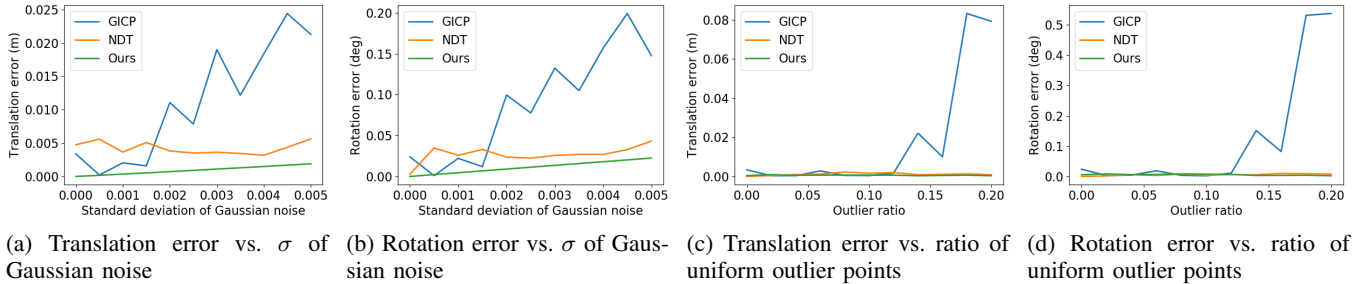 0.025
0.020
0.015
0.010
0.005
0.000
Translation error (m)
GICP
NDT
Ours
0.000 0.001 0.002 0.003 0.004 0.005
Standard deviation of Gaussian noise
0.20
0.15
0.10
0.05
0.00
Rotation error (deg)
GICP
NDT
Ours
0.000 0.001 0.002 0.003 0.004 0.005
Standard deviation of Gaussian noise
0.08
0.06
0.04
0.02
0.00
Translation error (m)
GICP
NDT
Ours
0.00 0.05 0.10 0.15 0.20
Outlier ratio
0.5
0.4
0.3
0.2
0.1
0.0
Rotation error (deg)
GICP
NDT
Ours
0.00 0.05 0.10 0.15 0.20
Outlier ratio
(a) Translation error vs. σ of
Gaussian noise
(b) Rotation error vs. σ of Gaus-
sian noise
(c) Translation error vs. ratio of
uniform outlier points
(d) Rotation error vs. ratio of
uniform outlier points